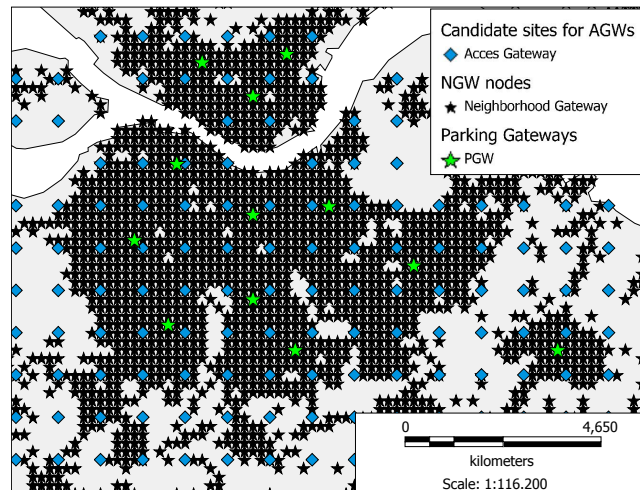 Candidate sites for AGWs
Acces Gateway
NGW nodes
Neighborhood Gateway
Parking Gateways
PGW
0 4,650
kilometers
Scale: 1:116.200